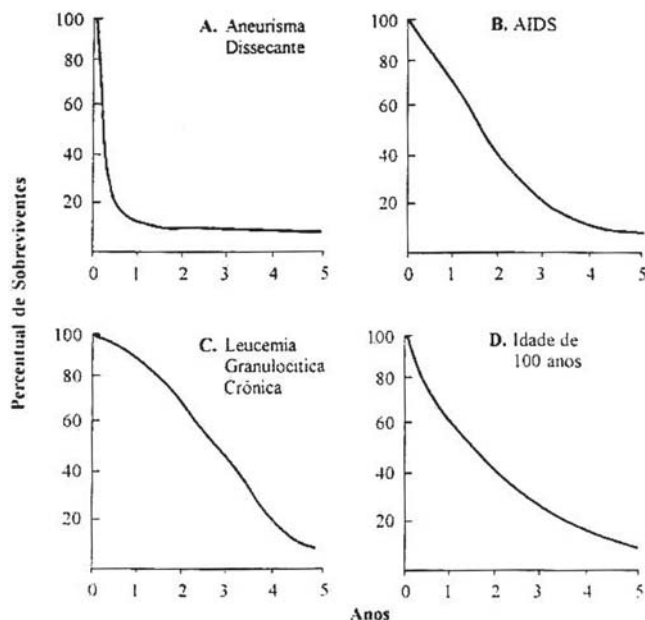 Percentual de Sobreviventes
A. Aneurisma
Dissecante
100
80
60
40
20
0 1 2 3 4 5
B. AIDS
100
80
60
40
20
0 1 2 3 4 5
C. Leucemia
Granulocitica
Crônica
100
80
60
40
20
0 1 2 3 4 5
D. Idade de
100 anos
100
80
60
40
20
0 1 2 3 4 5
Anos